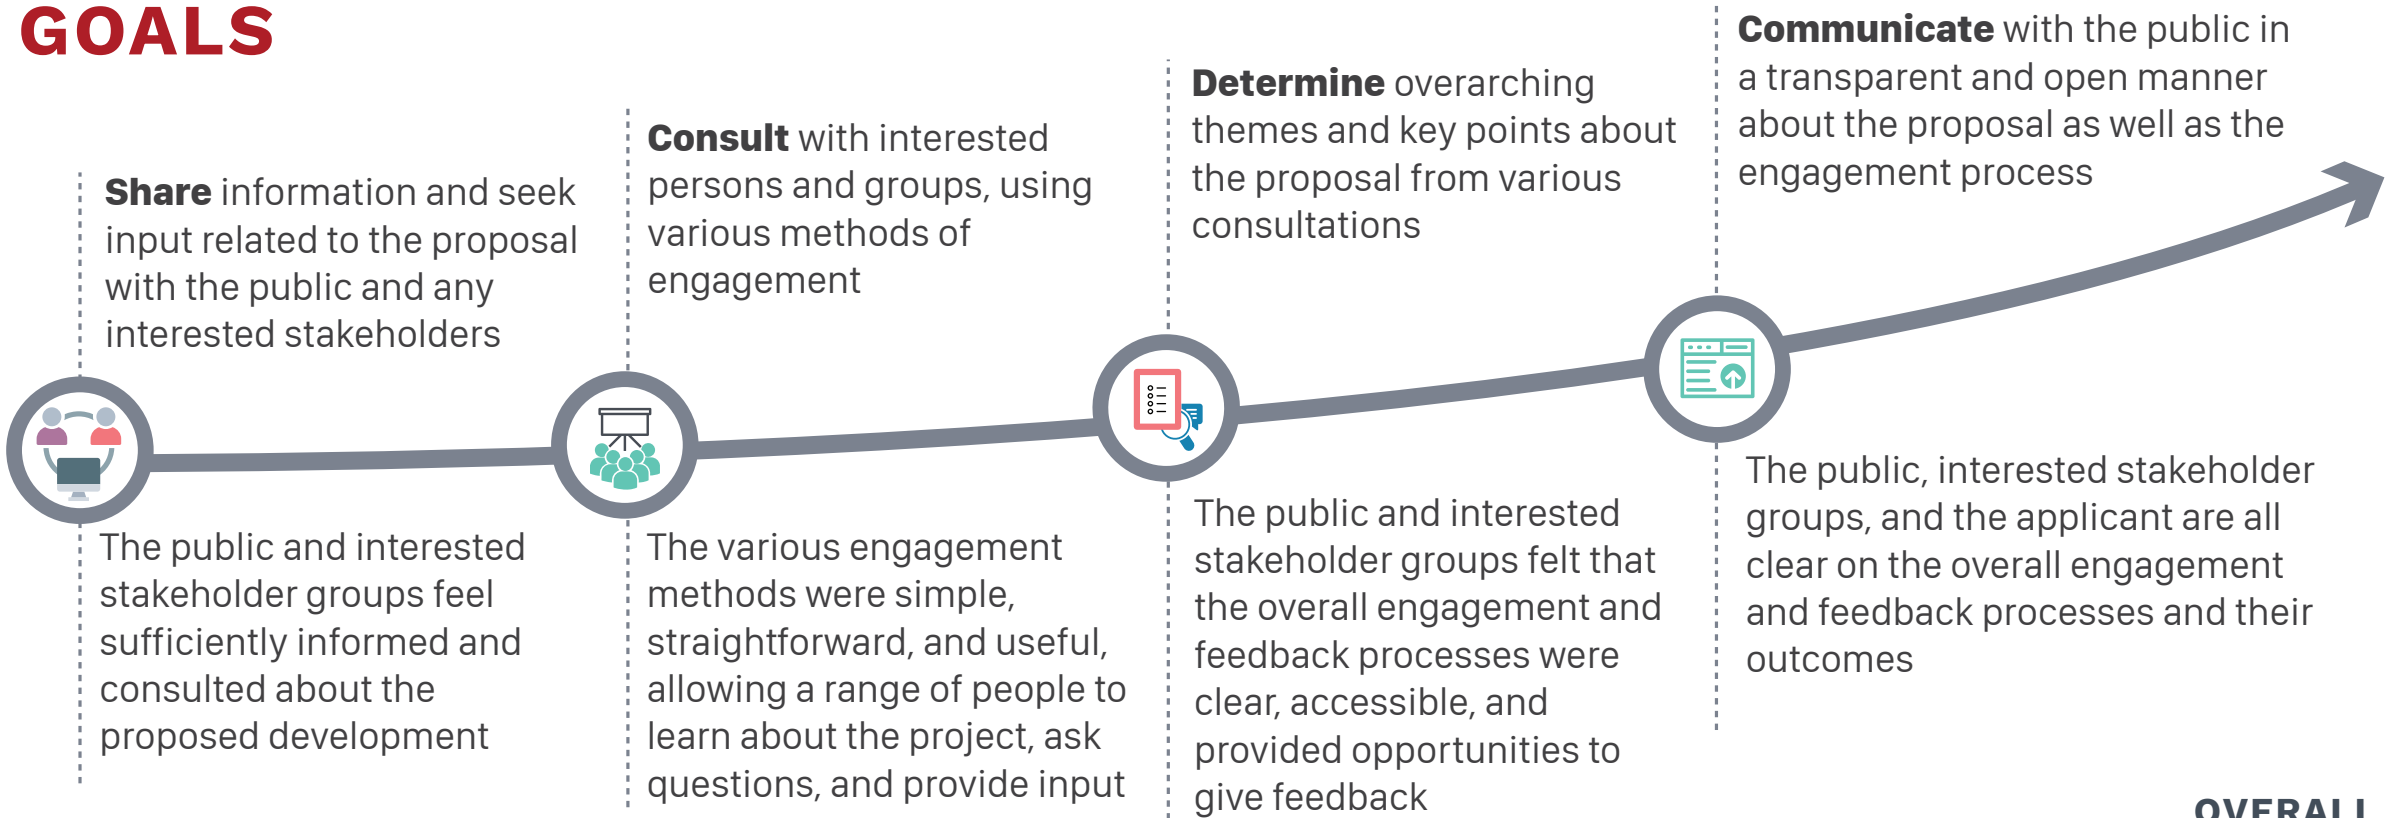 GOALS
Share information and seek
input related to the proposal
with the public and any
interested stakeholders
Consult with interested
persons and groups, using
various methods of
engagement
Determine overarching
themes and key points about
the proposal from various
consultations
Communicate with the public in
a transparent and open manner
about the proposal as well as the
engagement process
The public and interested
stakeholder groups feel
sufficiently informed and
consulted about the
proposed development
The various engagement
methods were simple,
straightforward, and useful,
allowing a range of people to
learn about the project, ask
questions, and provide input
The public and interested
stakeholder groups felt that
the overall engagement and
feedback processes were
clear, accessible, and
provided opportunities to
give feedback
The public, interested stakeholder
groups, and the applicant are all
clear on the overall engagement
and feedback processes and their
outcomes
OVERALL